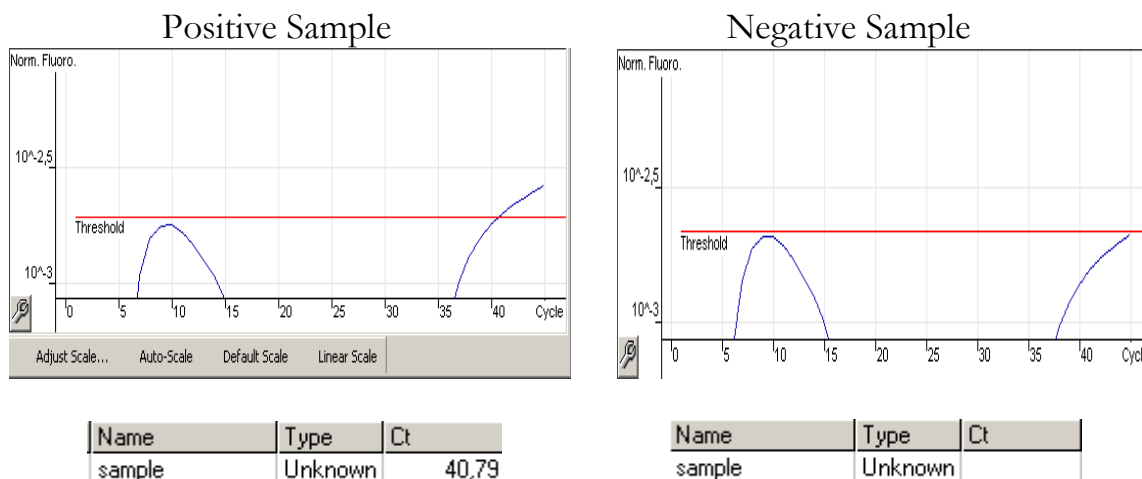 Positive Sample
Norm. Fluoro.
10^-2,5
Threshold
10^-3
0 5 10 15 20 25 30 35 40 Cycle
Adjust Scale... Auto-Scale Default Scale Linear Scale
Name Type Ct
sample Unknown 40,79
Negative Sample
Norm. Fluoro.
10^-2,5
Threshold
10^-3
0 5 10 15 20 25 30 35 40 Cycl
Name Type Ct
sample Unknown